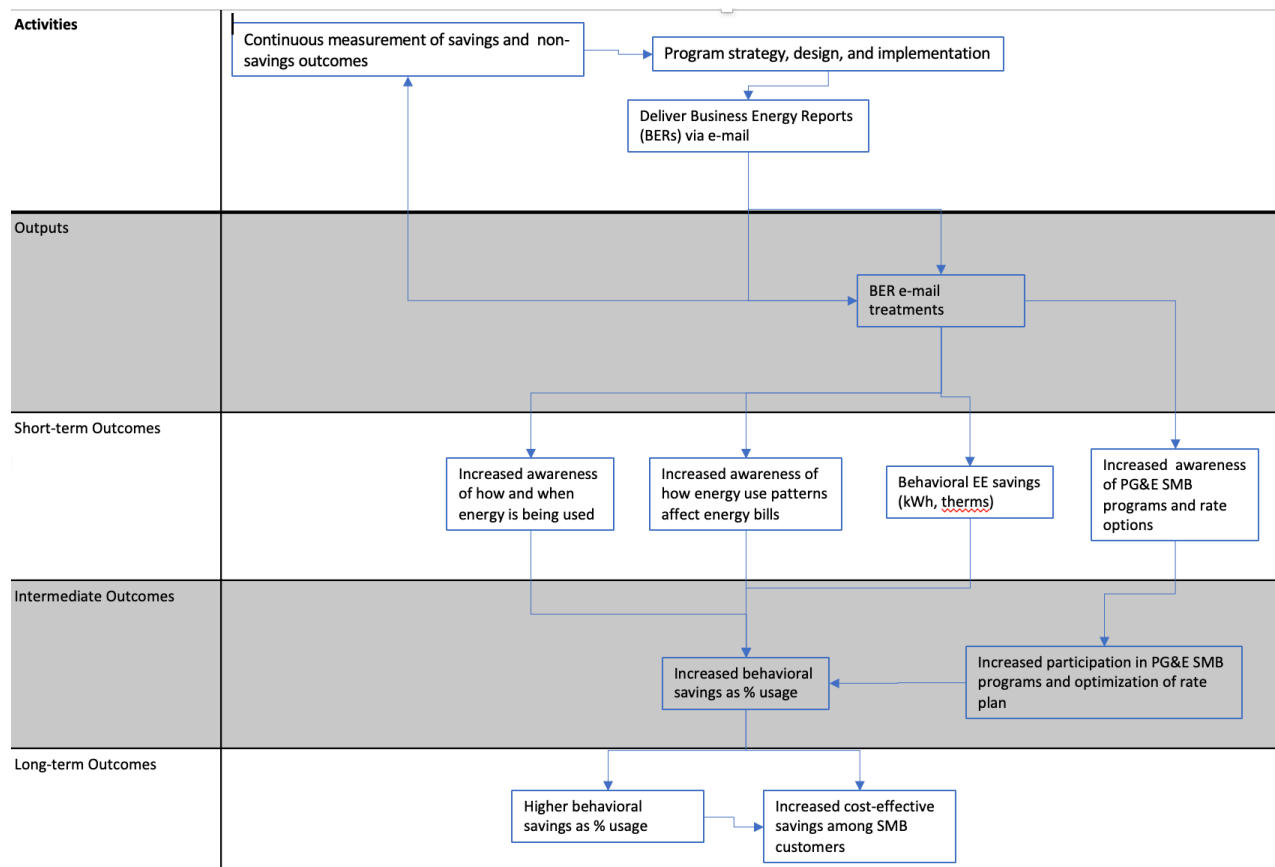 Activities
Continuous measurement of savings and  non-
savings outcomes
Program strategy, design, and implementation
Deliver Business Energy Reports
(BERs) via e-mail
Outputs
BER e-mail
treatments
Short-term Outcomes
Increased awareness
of how and when
energy is being used
Increased awareness of
how energy use patterns
affect energy bills
Behavioral EE savings
(kWh, therms)
Increased  awareness
of PG&E SMB
programs and rate
options
Intermediate Outcomes
Increased behavioral
savings as % usage
Increased participation in PG&E SMB
programs and optimization of rate
plan
Long-term Outcomes
Higher behavioral
savings as % usage
Increased cost-effective
savings among SMB
customers